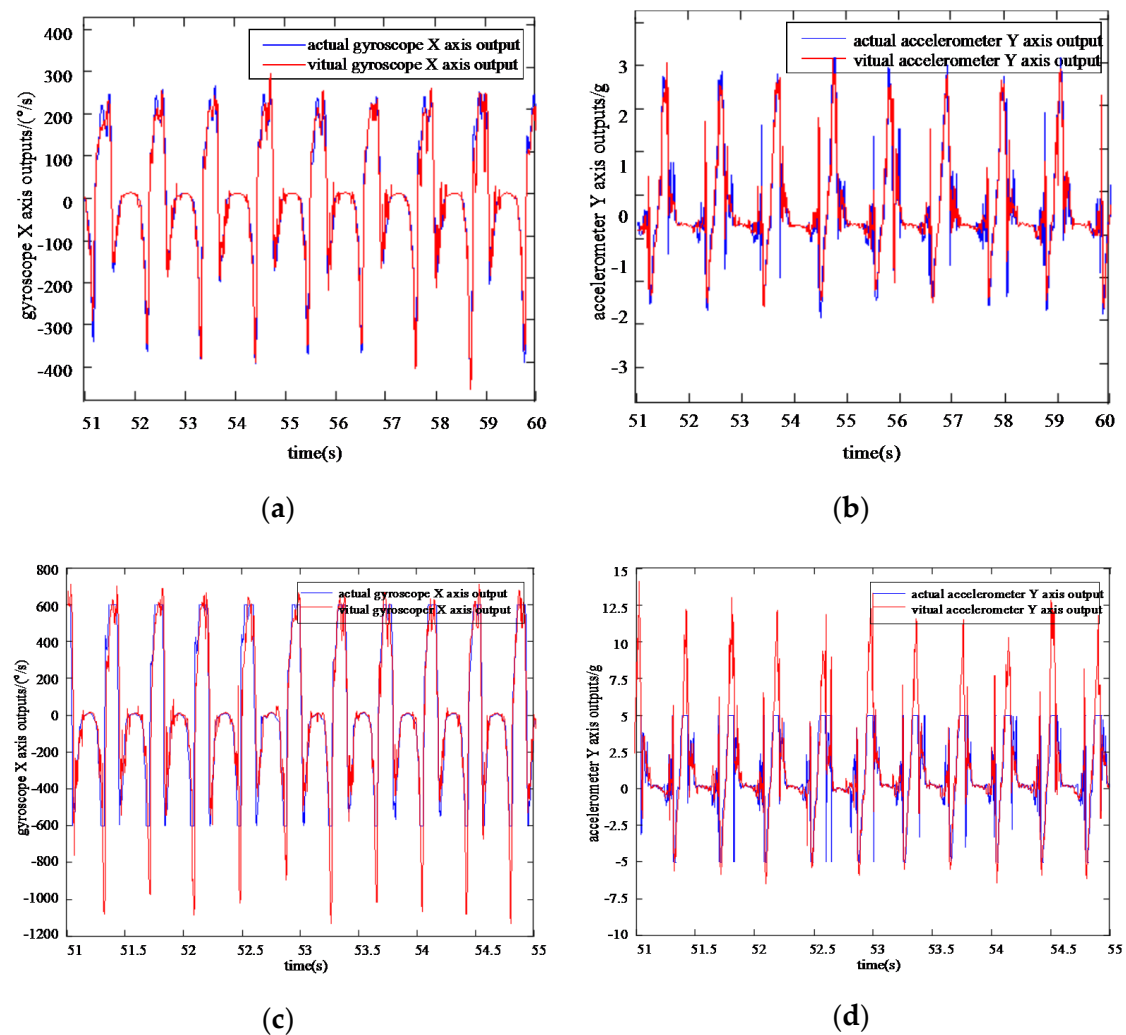 actual gyroscope X axis output
vitual gyroscope X axis output
400
300
200
100
0
-100
-200
-300
-400
gyroscope X axis outputs/(°/s)
51 52 53 54 55 56 57 58 59 60
time(s)
(a)
actual accelerometer Y axis output
vitual accelerometer Y axis output
3
2
1
0
-1
-2
-3
accelerometer Y axis outputs/g
51 52 53 54 55 56 57 58 59 60
time(s)
(b)
actual gyroscope X axis output
vitual gyroscoper X axis output
800
600
400
200
0
-200
-400
-600
-800
-1000
-1200
gyroscope X axis outputs/(°/s)
51 51.5 52 52.5 53 53.5 54 54.5 55
time(s)
(c)
actual accelerometer Y axis output
vitual accelerometer Y axis output
15
12.5
10
7.5
5
2.5
0
-2.5
-5
-7.5
-10
accelerometer Y axis outputs/g
51 51.5 52 52.5 53 53.5 54 54.5 55
time(s)
(d)